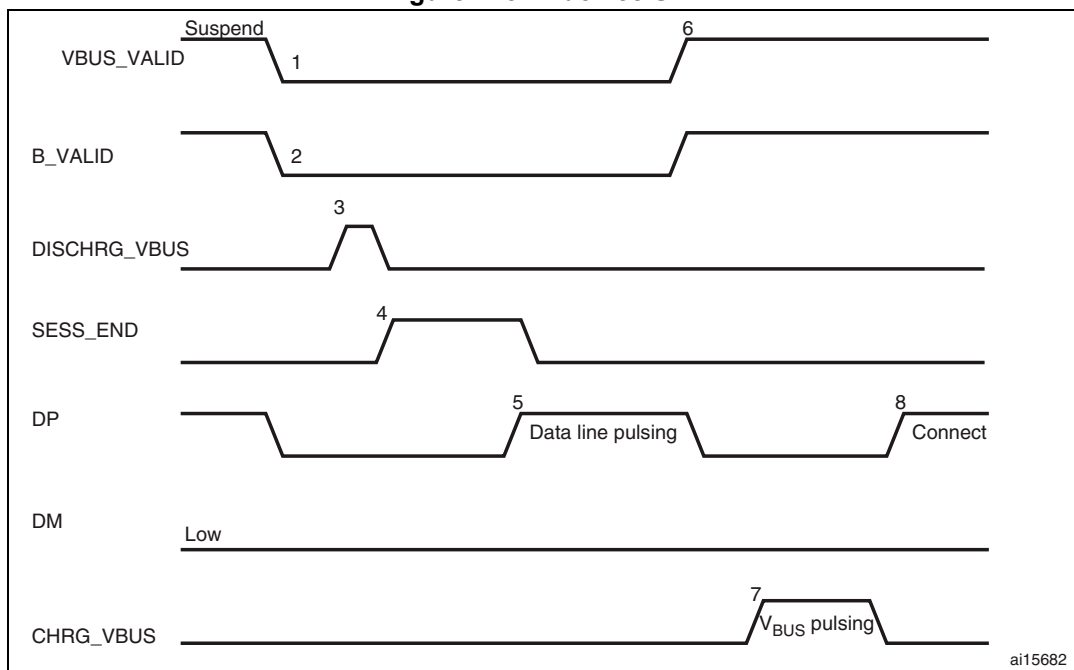 Suspend
6
VBUS_VALID
1
B_VALID
2
3
DISCHRG_VBUS
4
SESS_END
5
8
DP
Data line pulsing
Connect
DM
Low
7
VBUS pulsing
CHRG_VBUS
ai15682